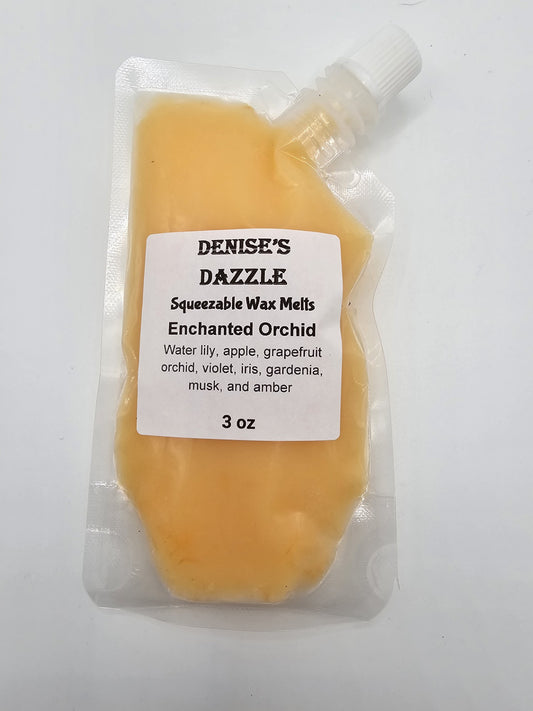 DENISE'S
DAZZLE
Squeezable Wax Melts
Enchanted Orchid
Water lily, apple, grapefruit
orchid, violet, iris, gardenia,
musk, and amber
3 oz